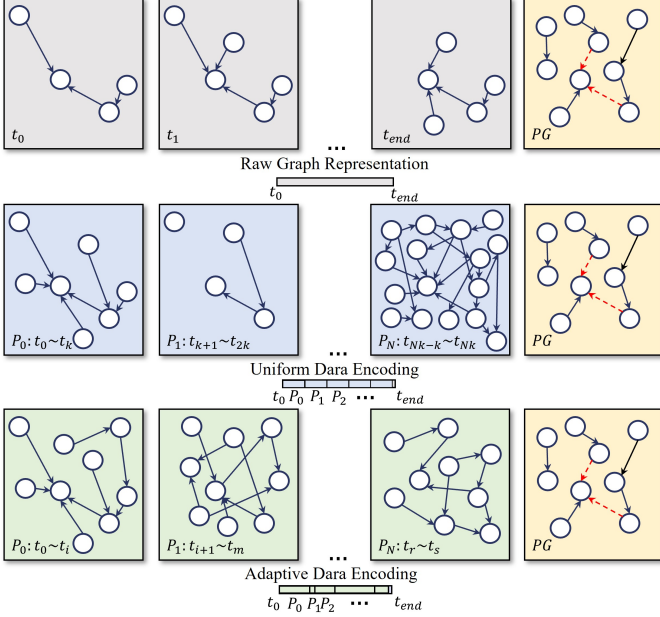 t0 t1 ... tend PG
Raw Graph Representation
t0 tend
P0: t0~tk P1: tk+1~t2k ... PN: tNk-k~tNk PG
Uniform Dara Encoding
t0 P0 P1 P2 ... tend
P0: t0~ti P1: ti+1~tm ... PN: tr~ts PG
Adaptive Dara Encoding
t0 P0 P1 P2 ... tend